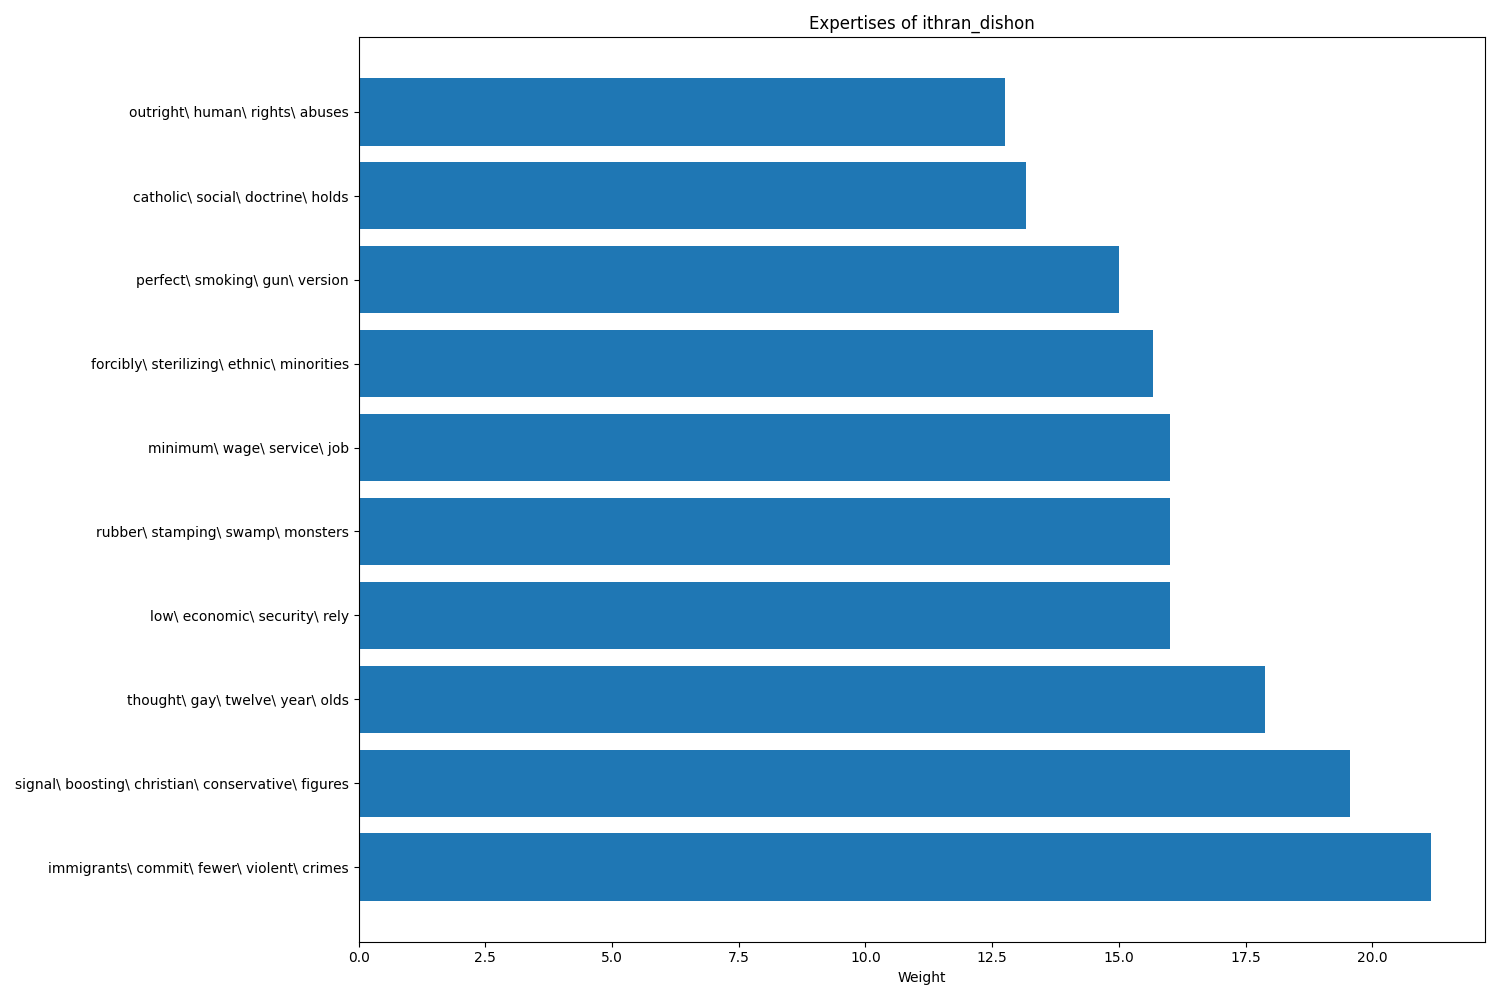 Expertises of ithran_dishon
outright\ human\ rights\ abuses
catholic\ social\ doctrine\ holds
perfect\ smoking\ gun\ version
forcibly\ sterilizing\ ethnic\ minorities
minimum\ wage\ service\ job
rubber\ stamping\ swamp\ monsters
low\ economic\ security\ rely
thought\ gay\ twelve\ year\ olds
signal\ boosting\ christian\ conservative\ figures
immigrants\ commit\ fewer\ violent\ crimes
0.0 2.5 5.0 7.5 10.0 12.5 15.0 17.5 20.0
Weight